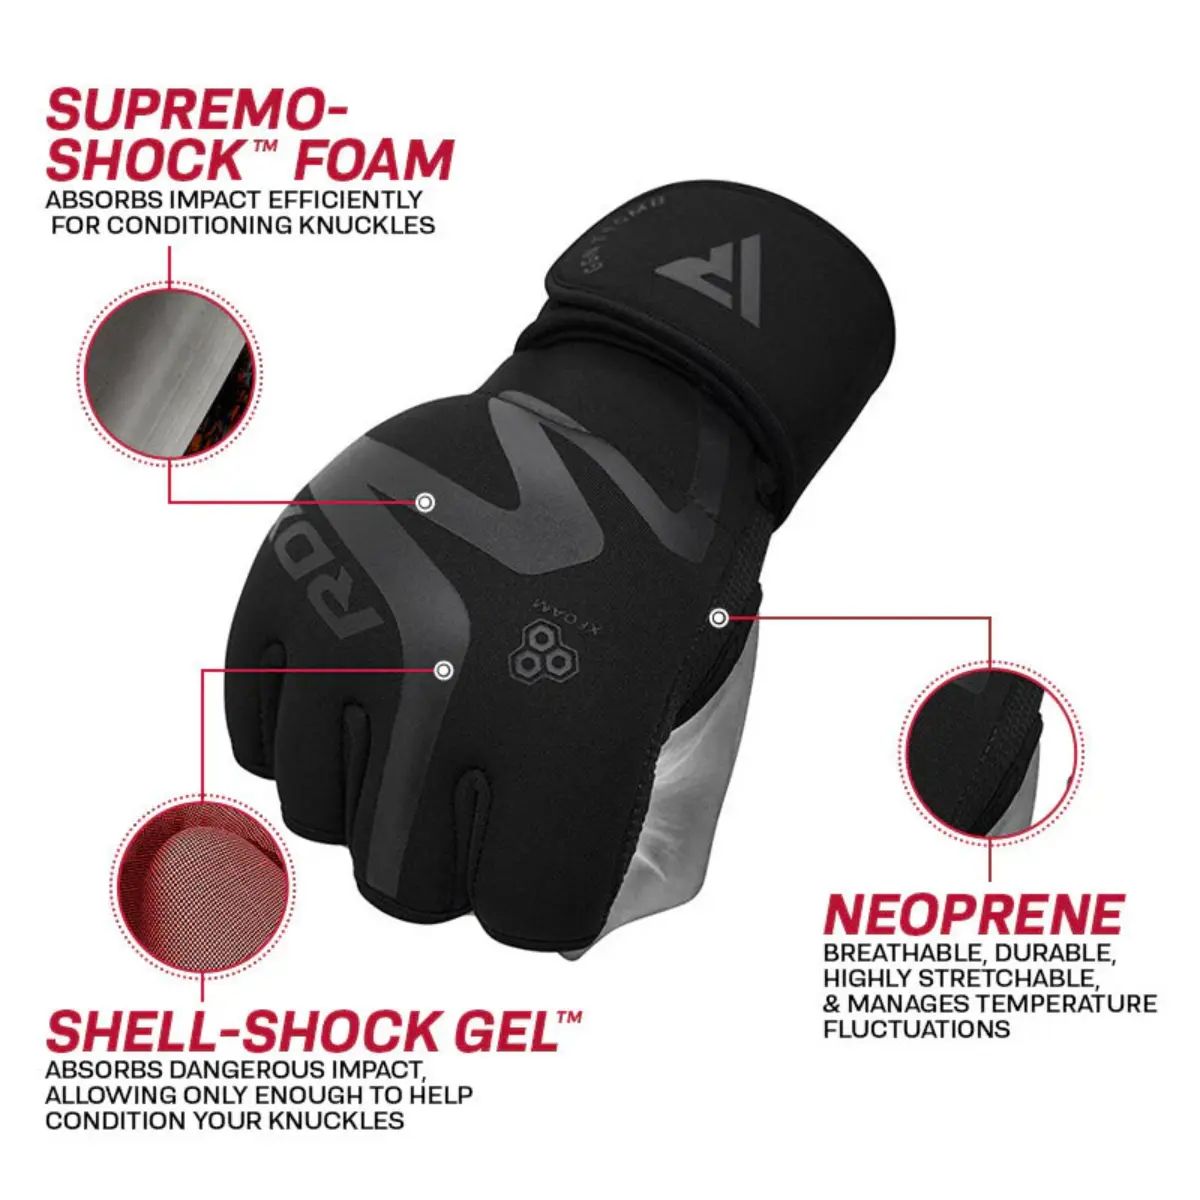 SUPREMO-
SHOCK™ FOAM
ABSORBS IMPACT EFFICIENTLY
FOR CONDITIONING KNUCKLES
RDX
XFOAM
SHELL-SHOCK GEL™
ABSORBS DANGEROUS IMPACT,
ALLOWING ONLY ENOUGH TO HELP
CONDITION YOUR KNUCKLES
NEOPRENE
BREATHABLE, DURABLE,
HIGHLY STRETCHABLE,
& MANAGES TEMPERATURE
FLUCTUATIONS